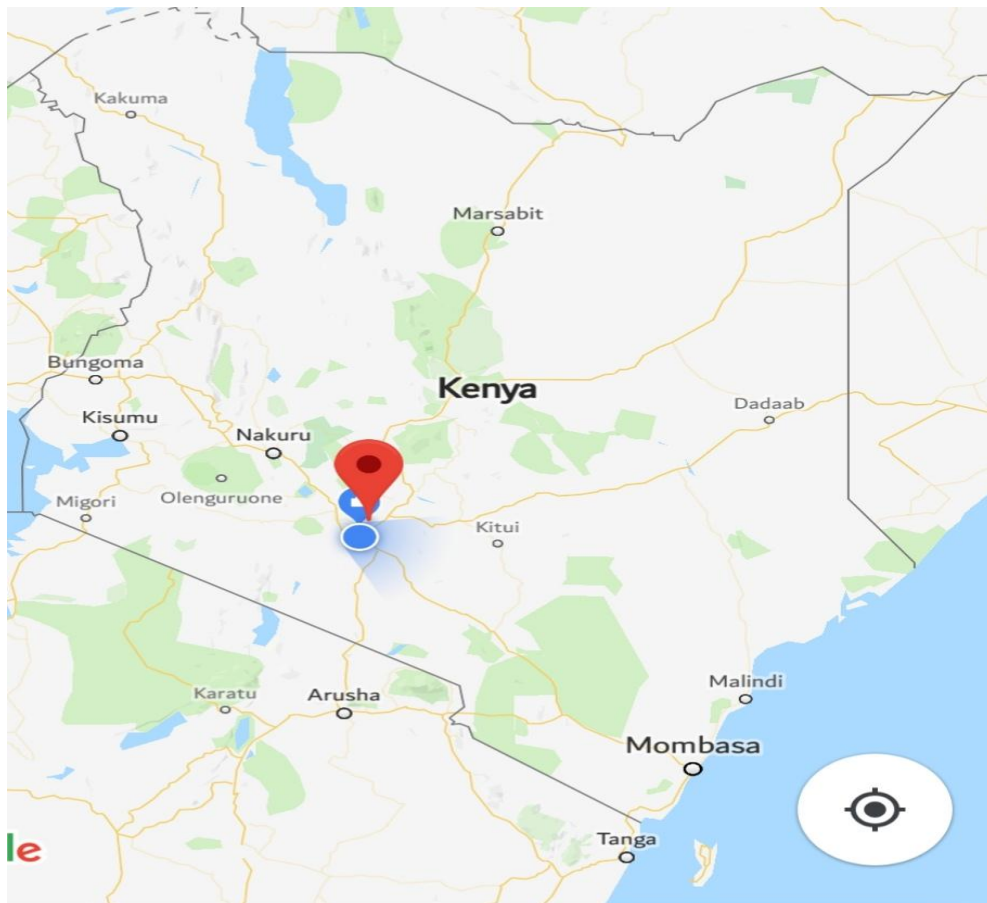 Kakuma
Marsabit
Bungoma
Kenya
Kisumu
Dadaab
Nakuru
Olenguruone
Migori
Kitui
Malindi
Karatu
Arusha
Mombasa
Tanga
le